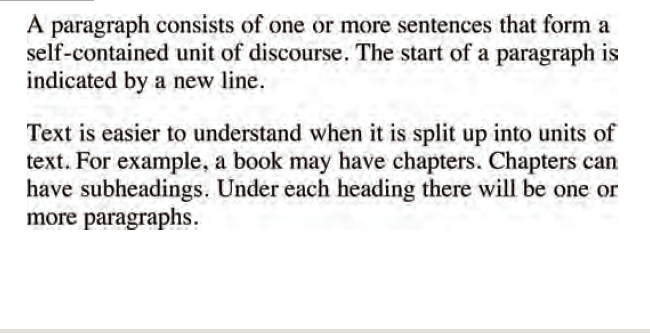 A paragraph consists of one or more sentences that form a
self-contained unit of discourse. The start of a paragraph is
indicated by a new line.
Text is easier to understand when it is split up into units of
text. For example, a book may have chapters. Chapters can
have subheadings. Under each heading there will be one or
more paragraphs.